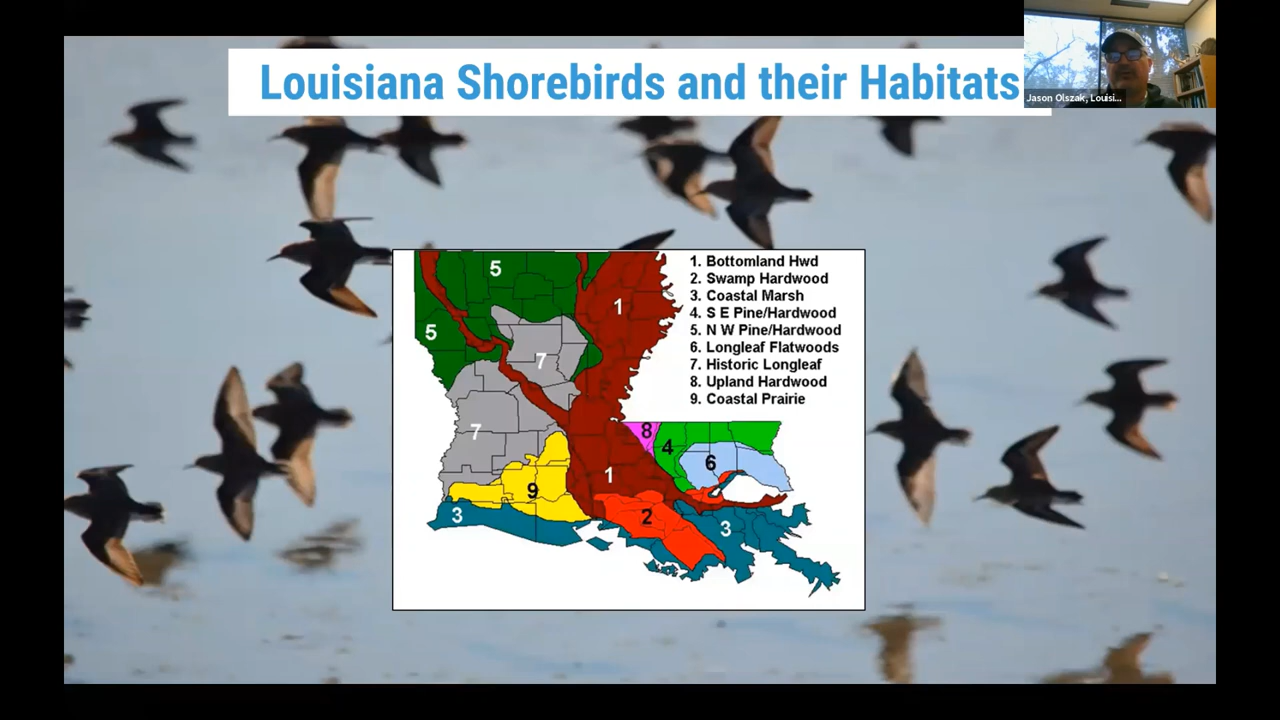 Louisiana Shorebirds and their Habitats
Jason Olszak, Louisi...
1. Bottomland Hwd
2. Swamp Hardwood
3. Coastal Marsh
4. S E Pine/Hardwood
5. N W Pine/Hardwood
6. Longleaf Flatwoods
7. Historic Longleaf
8. Upland Hardwood
9. Coastal Prairie
5
1
5
7
8
7
4
6
1
9
3
2
3